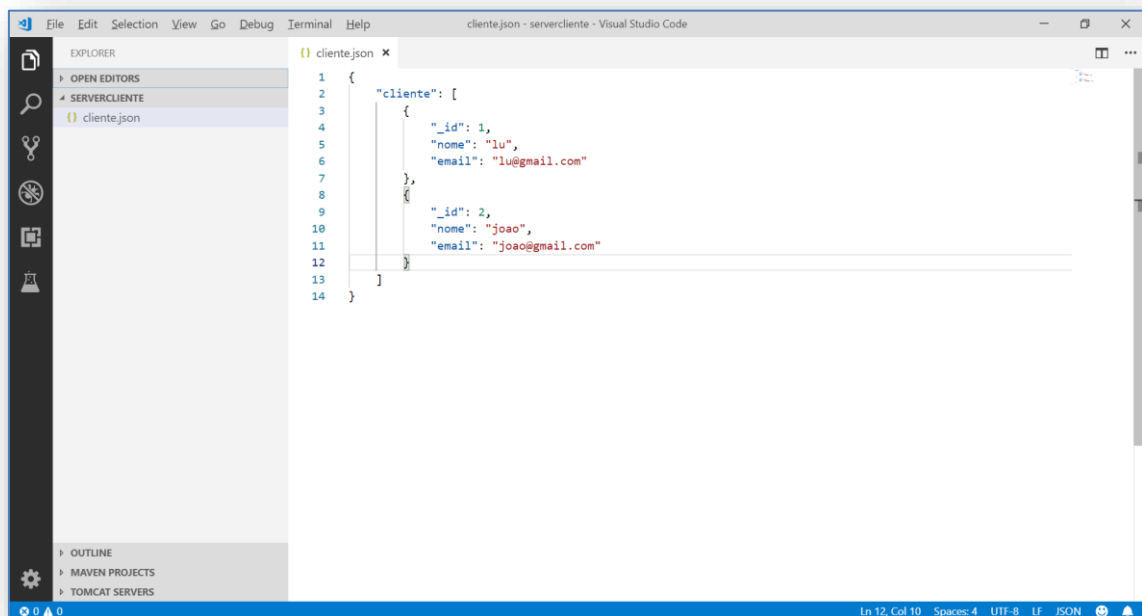 File Edit Selection View Go Debug Terminal Help cliente.json - servercliente - Visual Studio Code
EXPLORER
OPEN EDITORS
SERVERCLIENTE
{} cliente.json
{} cliente.json ×
1 {
2 "cliente": [
3 {
4 "_id": 1,
5 "nome": "lu",
6 "email": "lu@gmail.com"
7 },
8 {
9 "_id": 2,
10 "nome": "joao",
11 "email": "joao@gmail.com"
12 }
13 ]
14 }
OUTLINE
MAVEN PROJECTS
TOMCAT SERVERS
0 0 Ln 12, Col 10 Spaces: 4 UTF-8 LF JSON